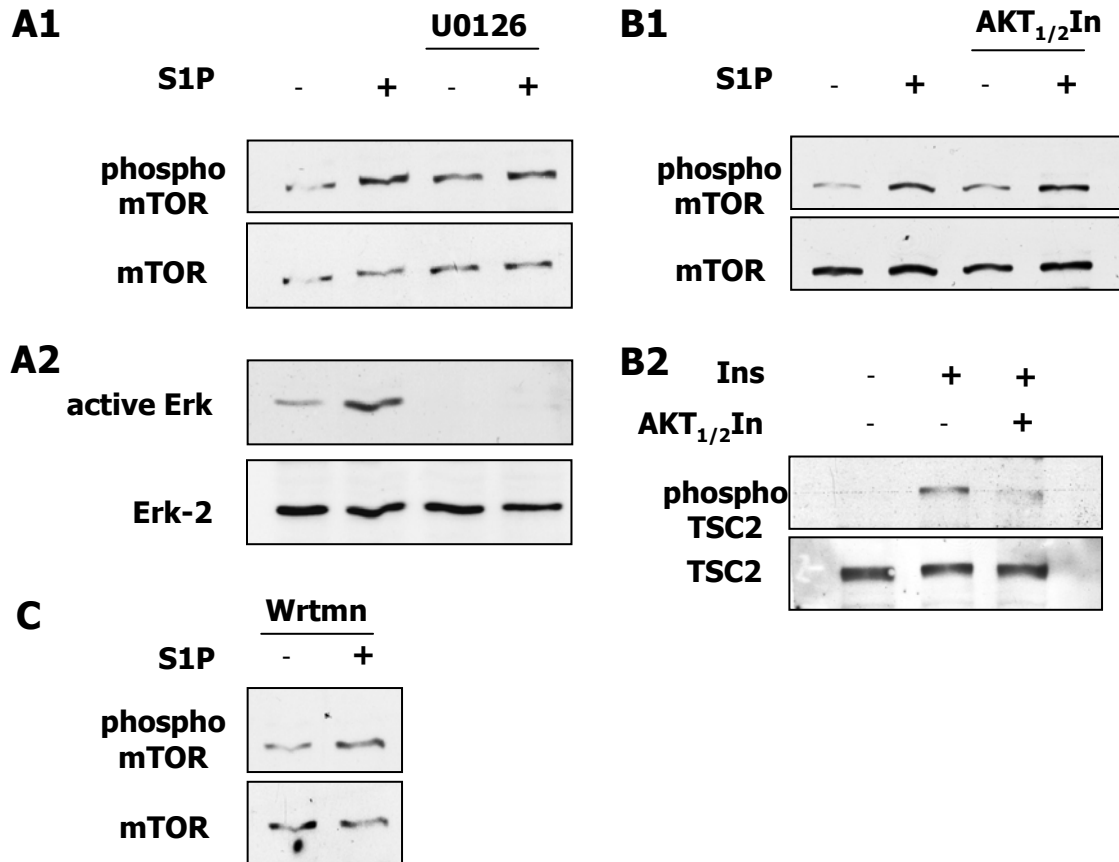 A1
U0126
S1P - + - +
phospho
mTOR
mTOR
A2
active Erk
Erk-2
C
Wrtmn
S1P - +
phospho
mTOR
mTOR
B1
AKT1/2In
S1P - + - +
phospho
mTOR
mTOR
B2
Ins - + +
AKT1/2In - - +
phospho
TSC2
TSC2